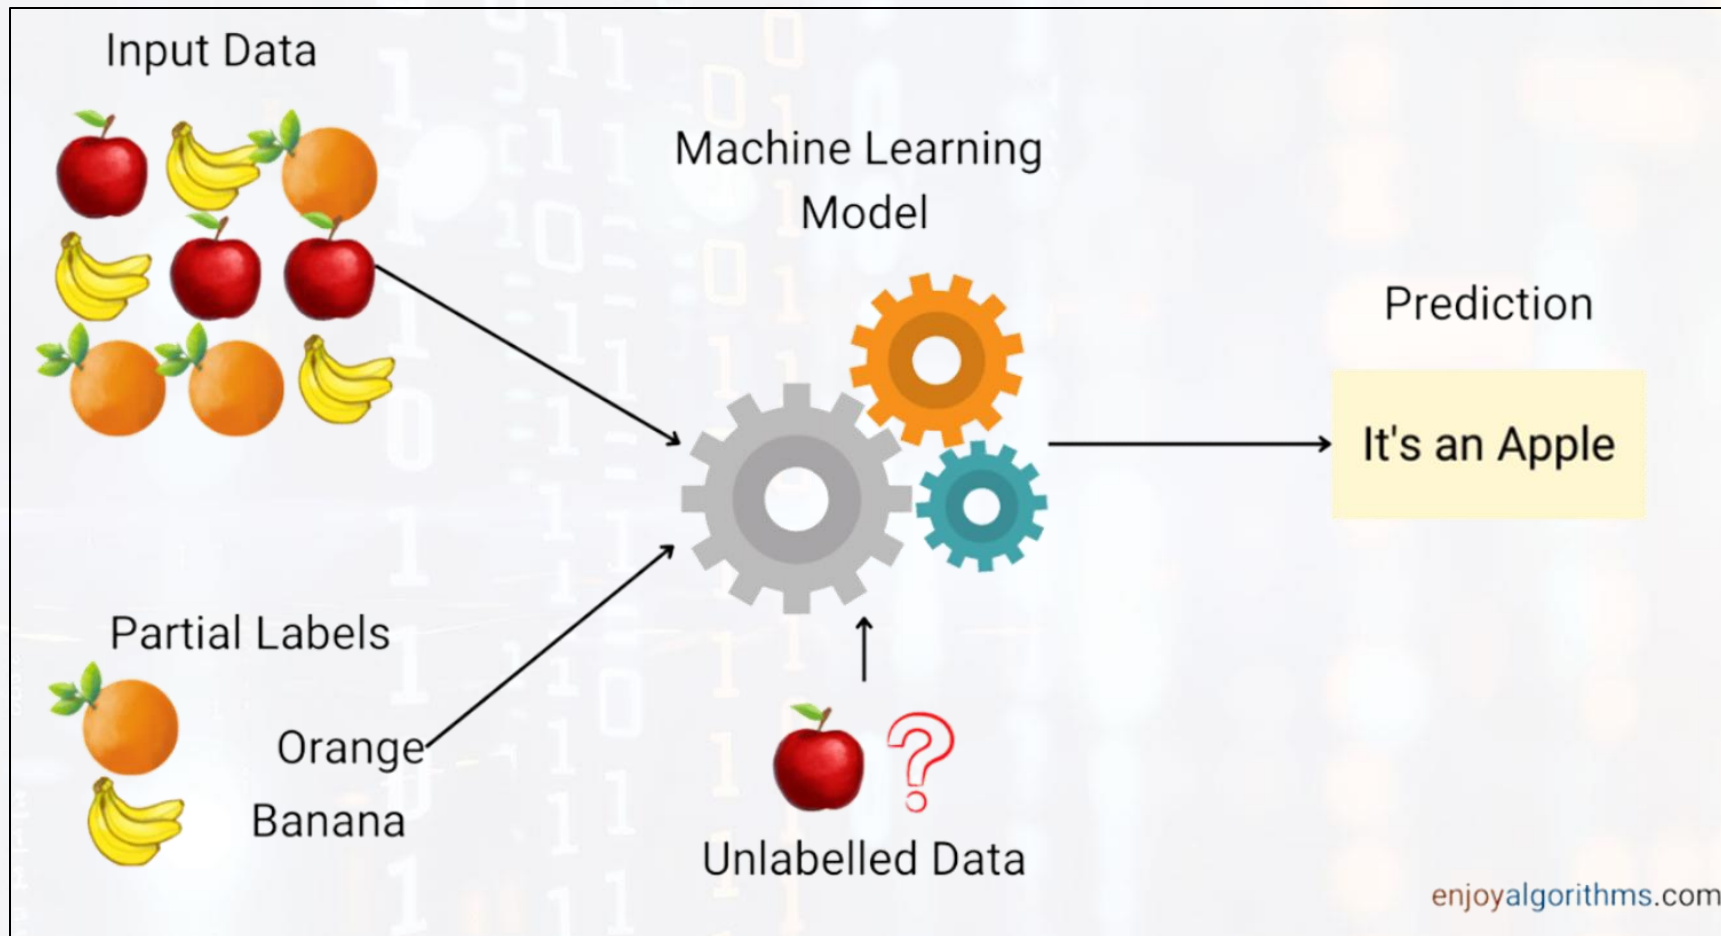 Input Data
Machine Learning
Model
Prediction
It's an Apple
Partial Labels
Orange
Banana
Unlabelled Data
enjoyalgorithms.com